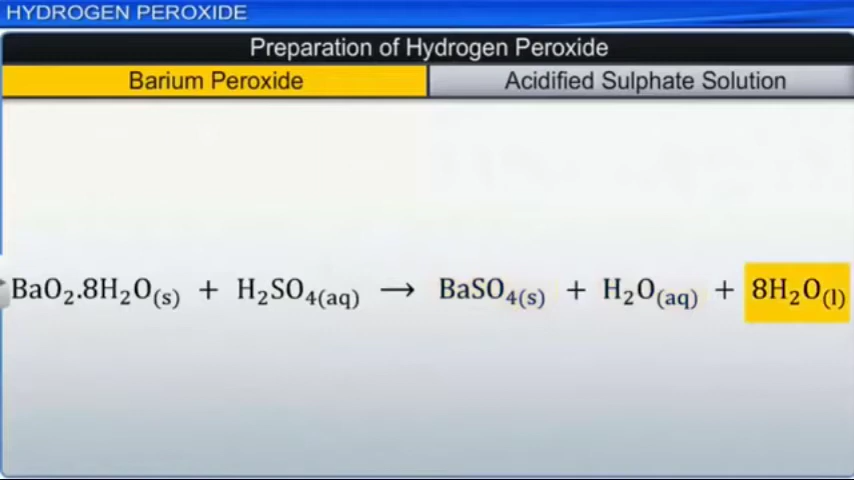 HYDROGEN PEROXIDE
Preparation of Hydrogen Peroxide
Barium Peroxide
Acidified Sulphate Solution
BaO₂.8H₂O₍s₎ + H₂SO₄₍aq₎ → BaSO₄₍s₎ + H₂O₍aq₎ + 8H₂O₍l₎